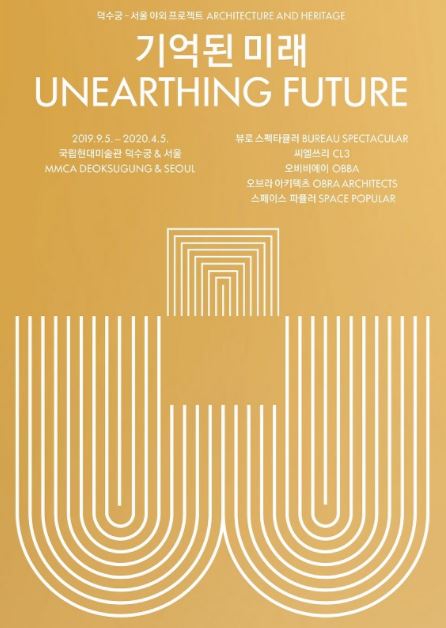 덕수궁-서울 야외 프로젝트 ARCHITECTURE AND HERITAGE
기억된 미래
UNEARTHING FUTURE
2019.9.5. – 2020.4.5.
국립현대미술관 덕수궁 & 서울
MMCA DEOKSUGUNG & SEOUL
뷰로 스펙타큘러 BUREAU SPECTACULAR
씨엘쓰리 CL3
오비비에이 OBBA
오브라 아키텍츠 OBRA ARCHITECTS
스페이스 파퓰러 SPACE POPULAR